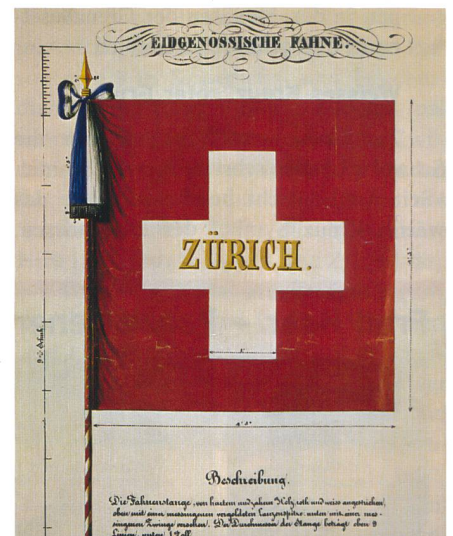 EIDGENÖSSISCHE FAHNE.
ZÜRICH.
Beschreibung.
Die Fahnenstange, von hartem und zähem Holz, roth und weiss angestrichen,
oben mit einer messingenen vergoldeten Lanzenspitze, unten mit einer mes-
singenen Zwinge versehen. Der Durchmesser der Stange beträgt oben 9
Linien, unten 1 Zoll.